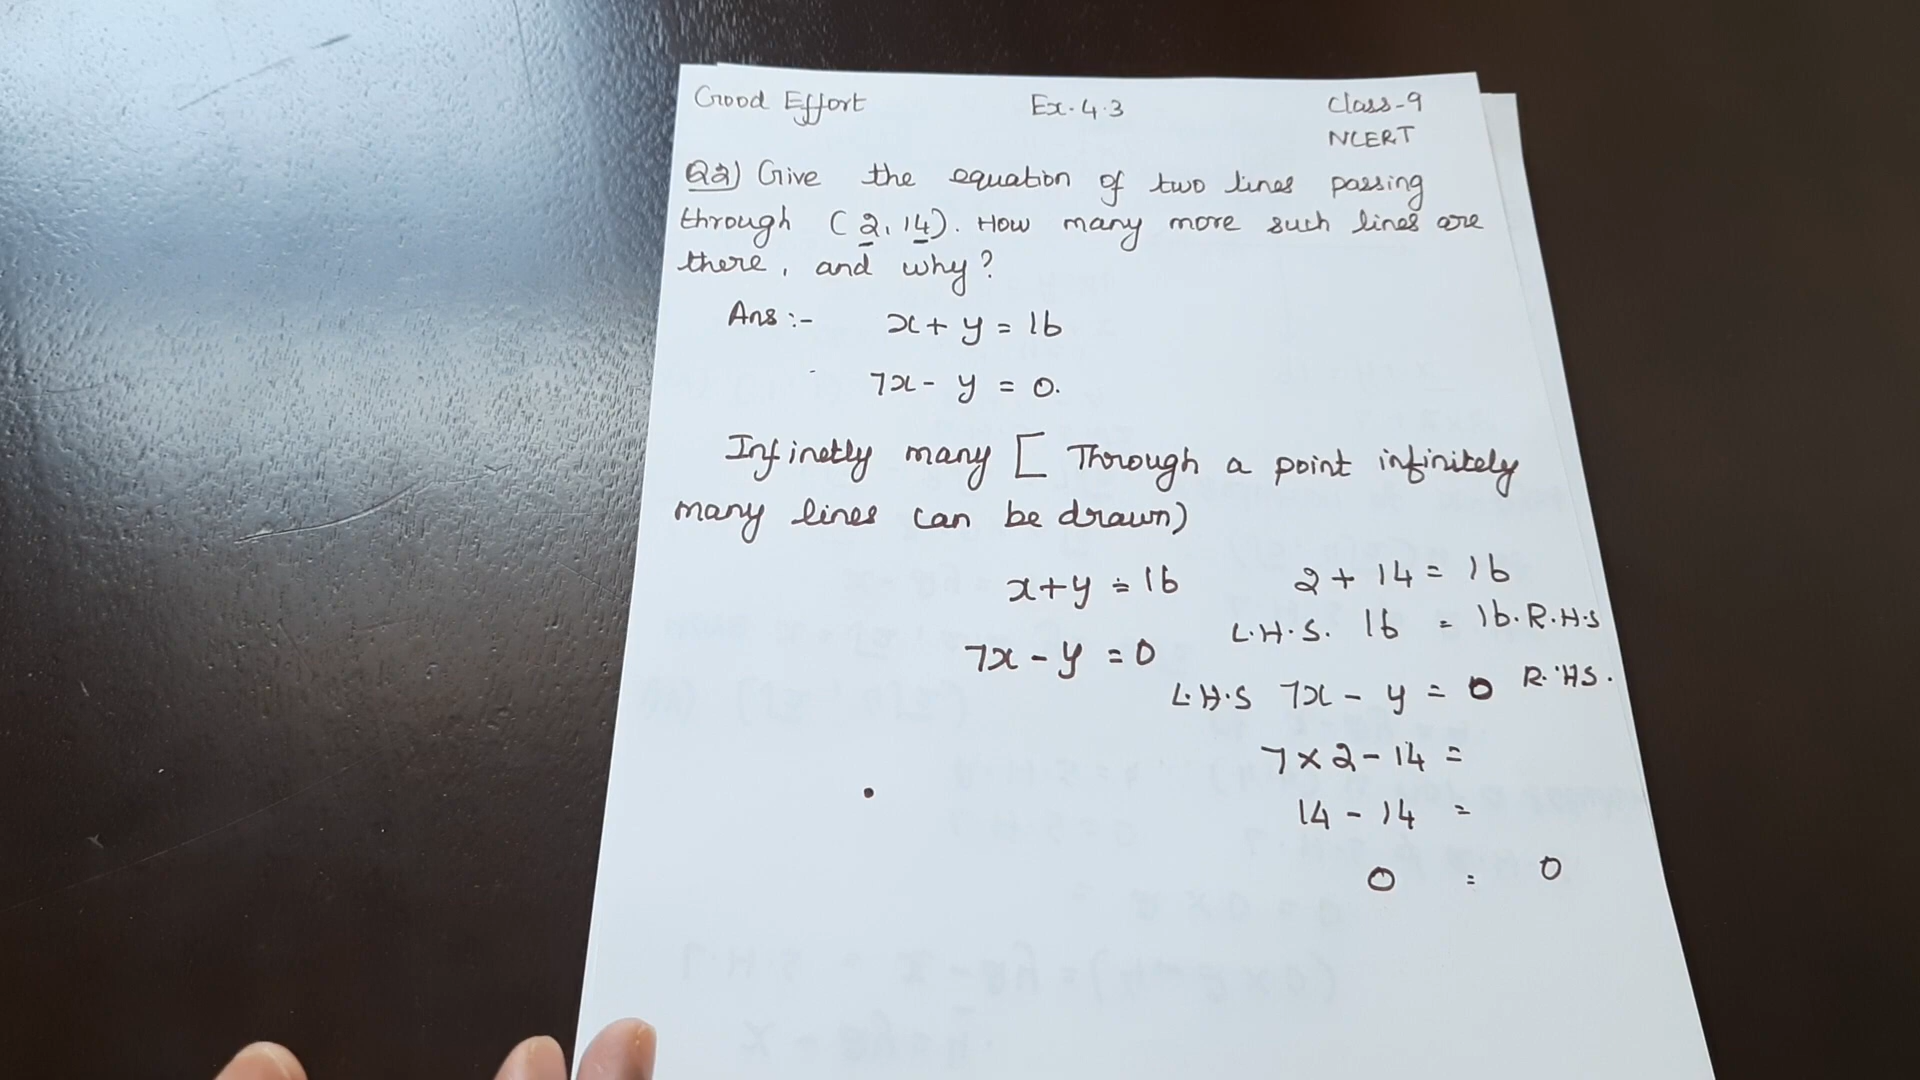 Good Effort Ex. 4.3 Class-9
NCERT
Q2) Give the equation of two lines passing
through (2, 14). How many more such lines are
there, and why?
Ans :- x + y = 16
7x - y = 0.
Infinetly many [ Through a point infinitely
many lines can be drawn)
x+y = 16 2 + 14 = 16
L.H.S. 16 = 16. R.H.S
7x - y = 0
L.H.S 7x - y = 0 R.H.S.
7 x 2 - 14 =
14 - 14 =
0 = 0